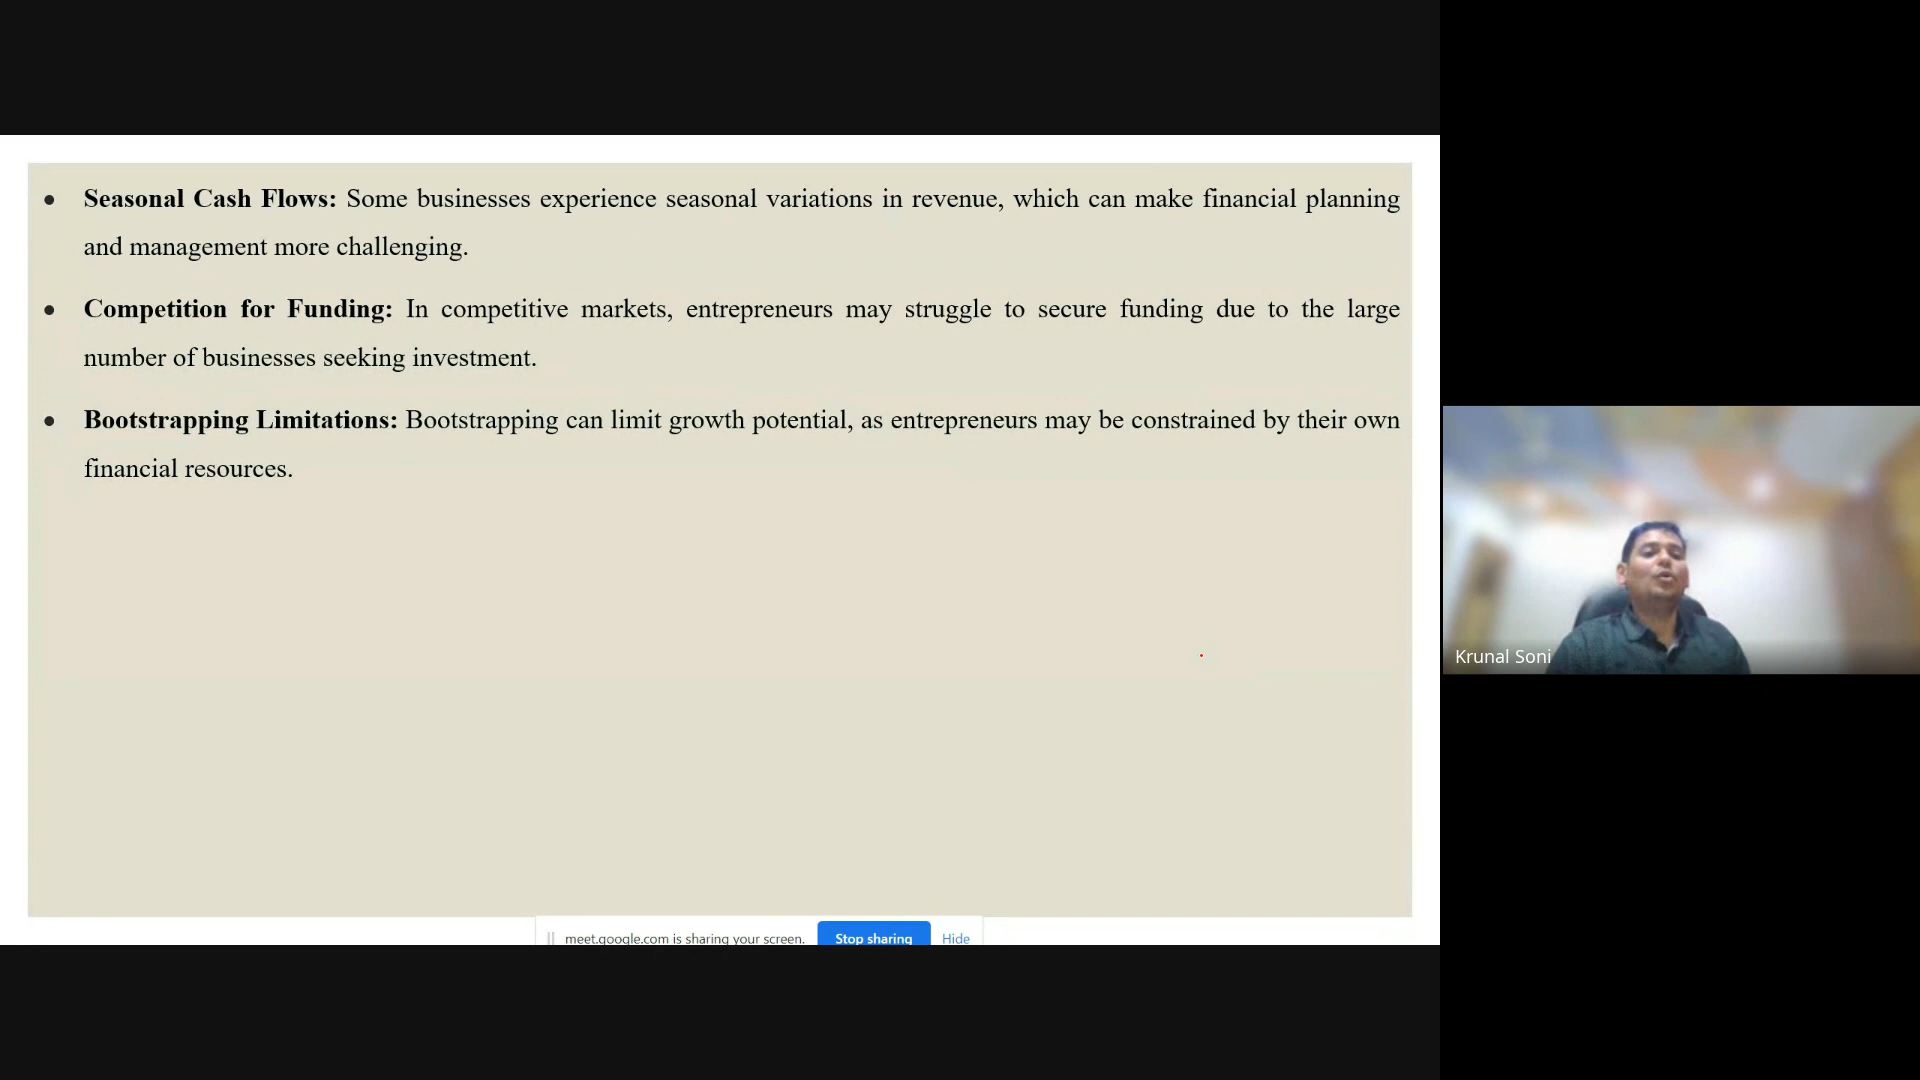 Seasonal Cash Flows: Some businesses experience seasonal variations in revenue, which can make financial planning
and management more challenging.
Competition for Funding: In competitive markets, entrepreneurs may struggle to secure funding due to the large
number of businesses seeking investment.
Bootstrapping Limitations: Bootstrapping can limit growth potential, as entrepreneurs may be constrained by their own
financial resources.
Krunal Soni
meet.google.com is sharing your screen. Stop sharing Hide